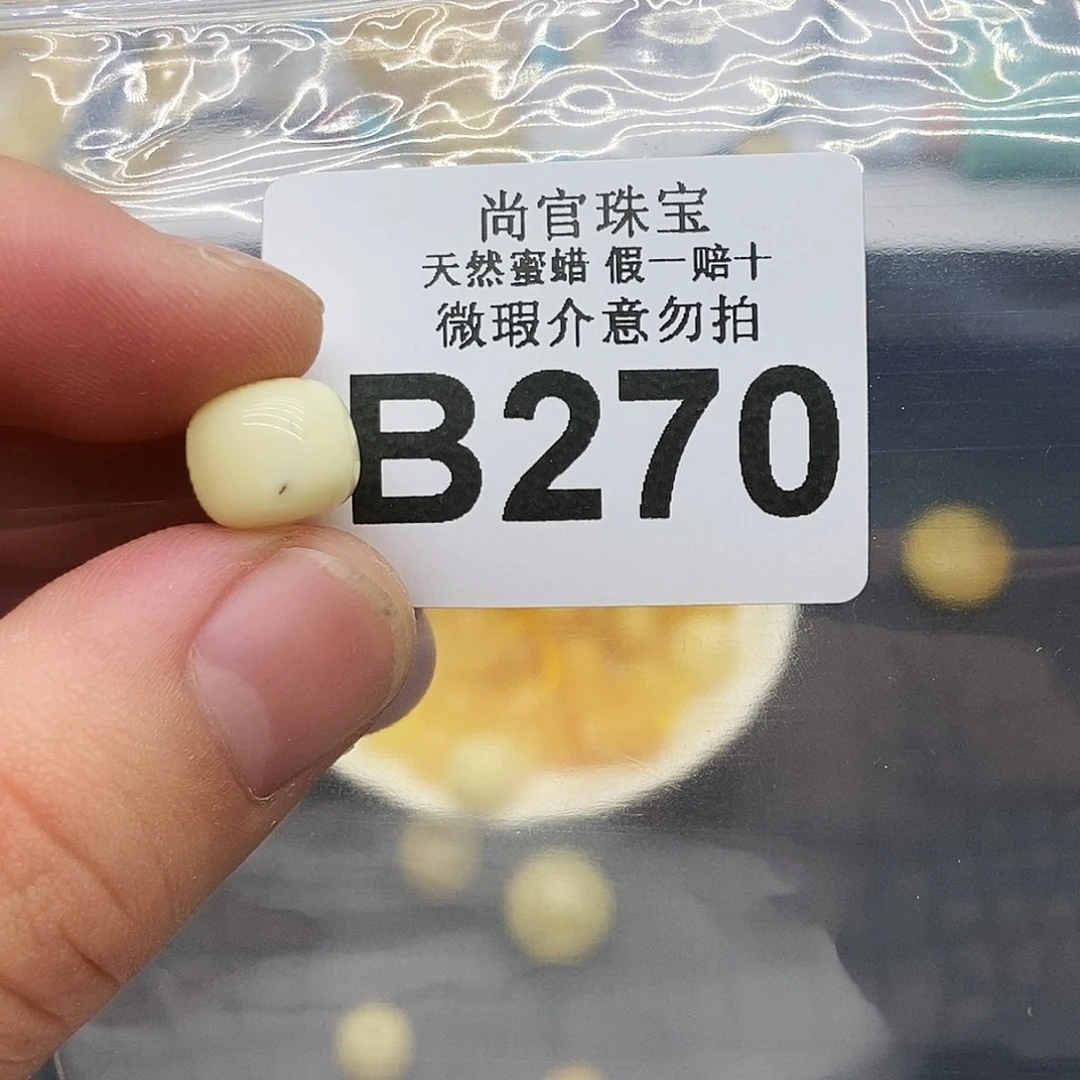 尚官珠宝
天然蜜蜡 假一赔十
微瑕介意勿拍
B270